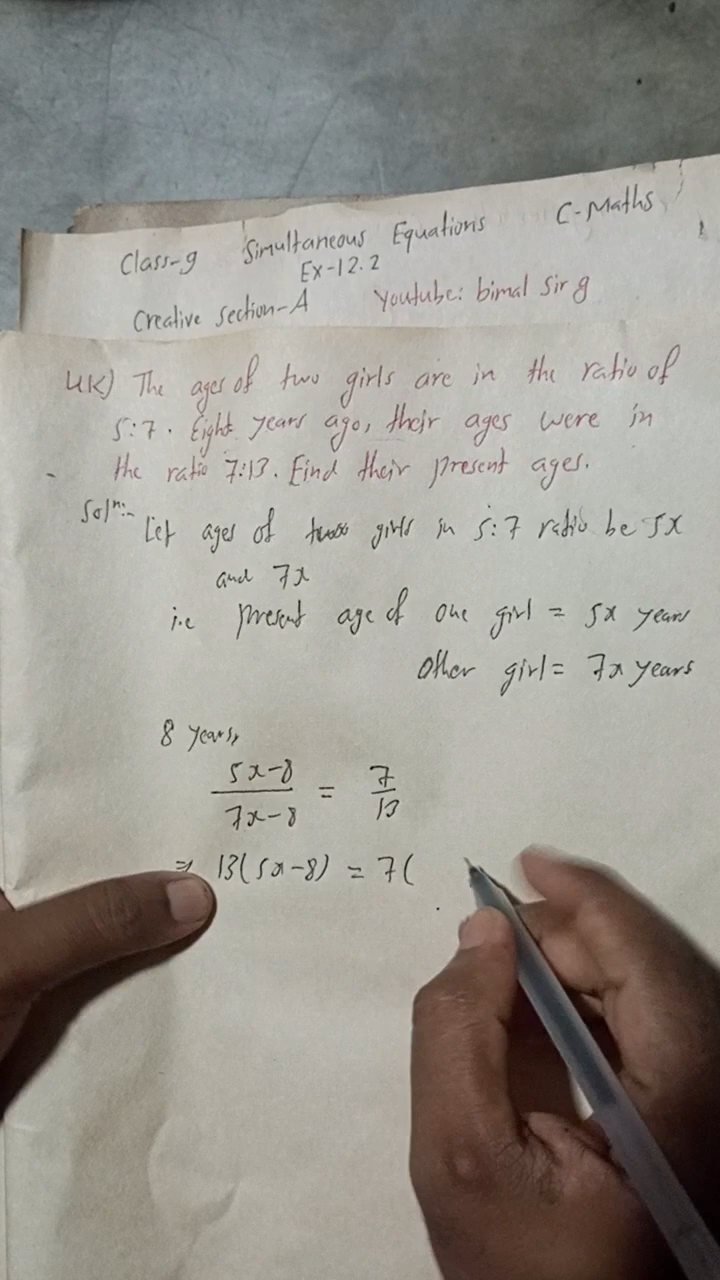 Class-9 Simultaneous Equations C-Maths
Ex-12.2
Creative section-A Youtube: bimal sir g
4K) The ages of two girls are in the ratio of
5:7. Eight years ago, their ages were in
the ratio 7:13. Find their present ages.
Solⁿ:- Let ages of two girls in 5:7 ratio be 5x
and 7x
i.e present age of one girl = 5x years
Other girl = 7x years
8 years,
5x-8 / 7x-8 = 7 / 13
⇒ 13(5x-8) = 7(